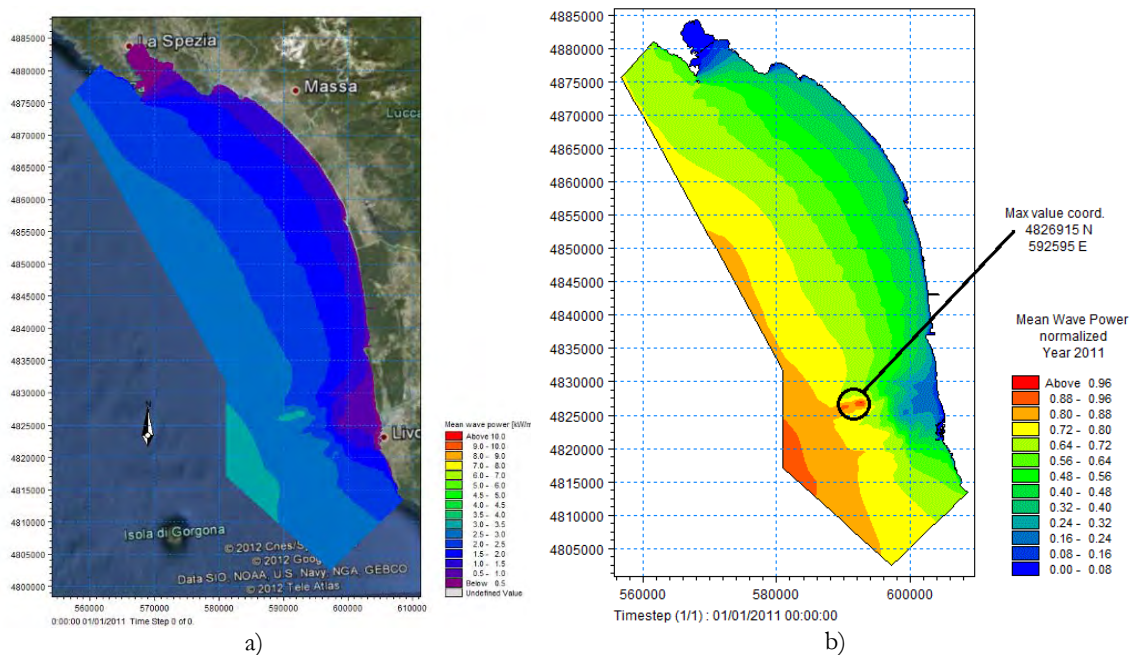 4885000
4880000
4875000
4870000
4865000
4860000
4855000
4850000
4845000
4840000
4835000
4830000
4825000
4820000
4815000
4810000
4805000
4800000
La Spezia
Massa
Lucca
N
Livo
Isola di Gorgona
© 2012 Cnes/S
© 2012 Goog
Data SIO, NOAA, U.S. Navy, NGA, GEBCO
© 2012 Tele Atlas
560000 570000 580000 590000 600000 610000
0:00:00 01/01/2011 Time Step 0 of 0.
Mean wave power [kW/m
Above 10.0
9.0 - 10.0
8.0 - 9.0
7.0 - 8.0
6.0 - 7.0
5.0 - 6.0
4.5 - 5.0
4.0 - 4.5
3.5 - 4.0
3.0 - 3.5
2.5 - 3.0
2.0 - 2.5
1.5 - 2.0
1.0 - 1.5
0.5 - 1.0
Below 0.5
Undefined Value
a)
4885000
4880000
4875000
4870000
4865000
4860000
4855000
4850000
4845000
4840000
4835000
4830000
4825000
4820000
4815000
4810000
4805000
560000 580000 600000
Timestep (1/1) : 01/01/2011 00:00:00
Max value coord.
4826915 N
592595 E
Mean Wave Power
normalized
Year 2011
Above 0.96
0.88 - 0.96
0.80 - 0.88
0.72 - 0.80
0.64 - 0.72
0.56 - 0.64
0.48 - 0.56
0.40 - 0.48
0.32 - 0.40
0.24 - 0.32
0.16 - 0.24
0.08 - 0.16
0.00 - 0.08
b)